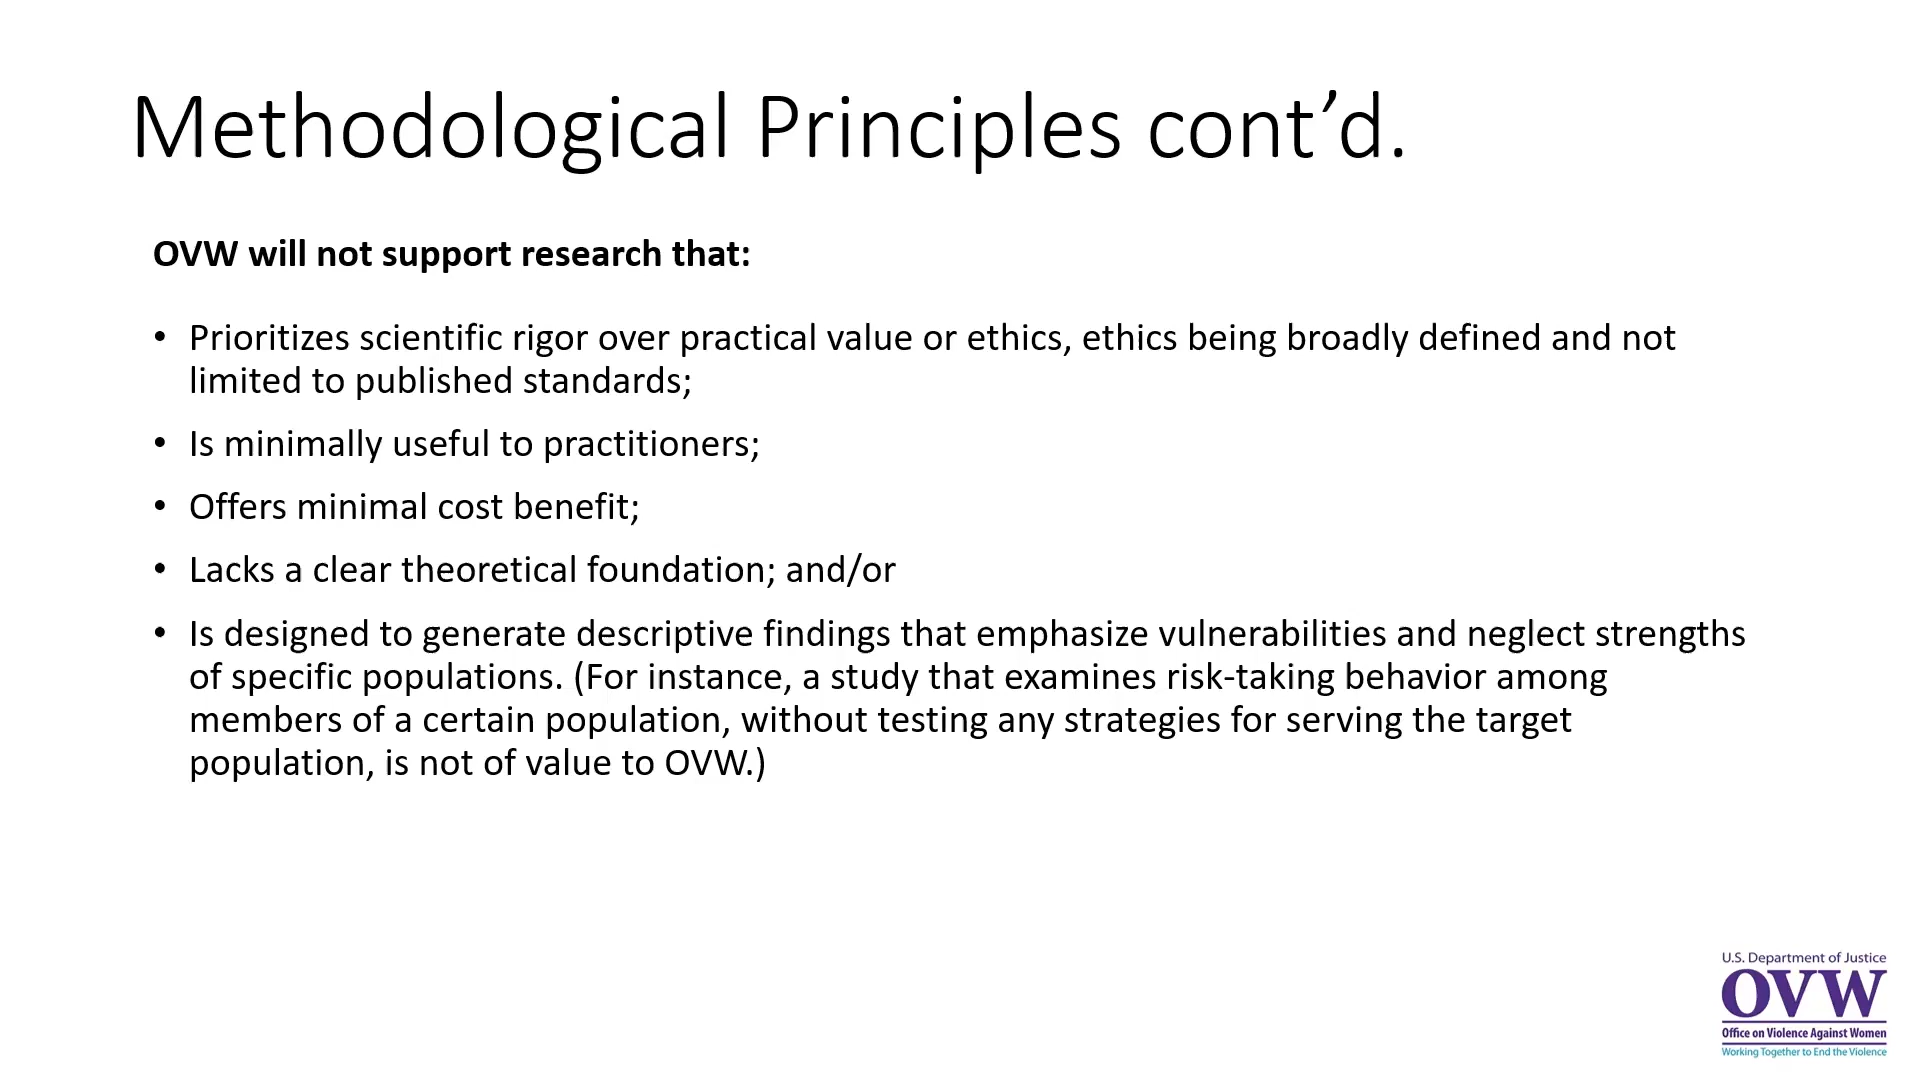 Methodological Principles cont’d.
OVW will not support research that:
• Prioritizes scientific rigor over practical value or ethics, ethics being broadly defined and not
limited to published standards;
• Is minimally useful to practitioners;
• Offers minimal cost benefit;
• Lacks a clear theoretical foundation; and/or
• Is designed to generate descriptive findings that emphasize vulnerabilities and neglect strengths
of specific populations. (For instance, a study that examines risk-taking behavior among
members of a certain population, without testing any strategies for serving the target
population, is not of value to OVW.)
U.S. Department of Justice
OVW
Office on Violence Against Women
Working Together to End the Violence